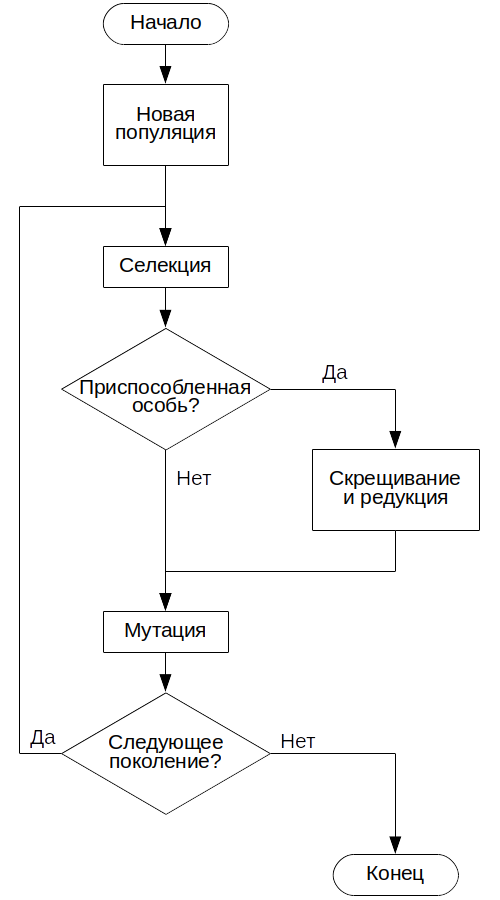 Начало
Новая
популяция
Селекция
Приспособленная
особь?
Да
Нет
Скрещивание
и редукция
Мутация
Следующее
поколение?
Да
Нет
Конец